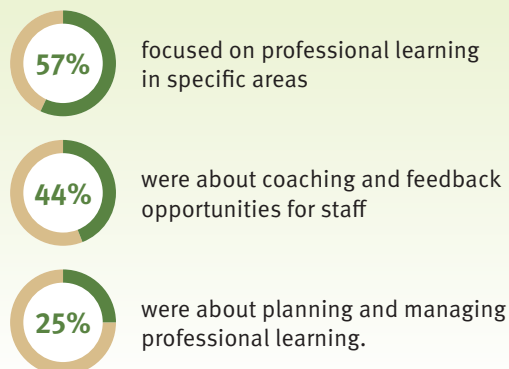 57%
focused on professional learning
in specific areas
44%
were about coaching and feedback
opportunities for staff
25%
were about planning and managing
professional learning.